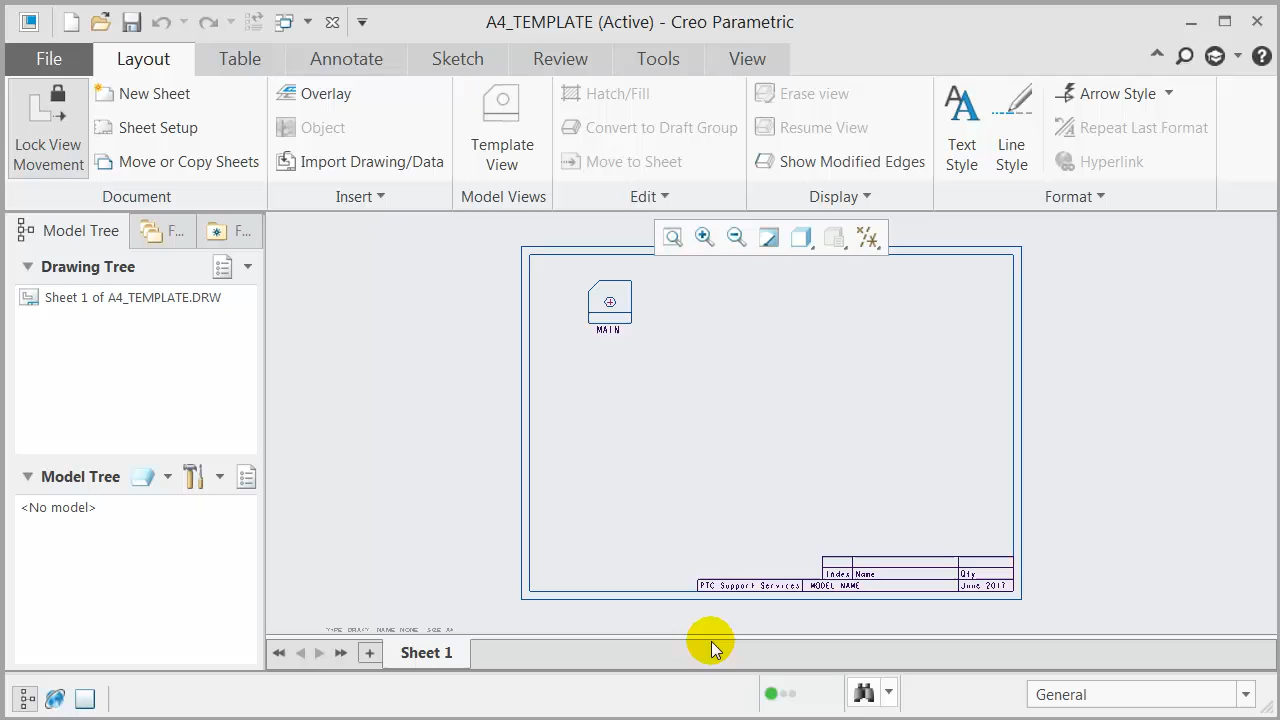 A4_TEMPLATE (Active) - Creo Parametric
File Layout Table Annotate Sketch Review Tools View
Lock View Movement
New Sheet
Sheet Setup
Move or Copy Sheets
Document
Overlay
Object
Import Drawing/Data
Insert
Template View
Model Views
Hatch/Fill
Convert to Draft Group
Move to Sheet
Edit
Erase view
Resume View
Show Modified Edges
Display
Text Style
Line Style
Arrow Style
Repeat Last Format
Hyperlink
Format
Model Tree F... F...
Drawing Tree
Sheet 1 of A4_TEMPLATE.DRW
Model Tree
<No model>
MAIN
Index Name Qty
PTC Support Services MODEL NAME June 2017
SIZE A4
Sheet 1
General